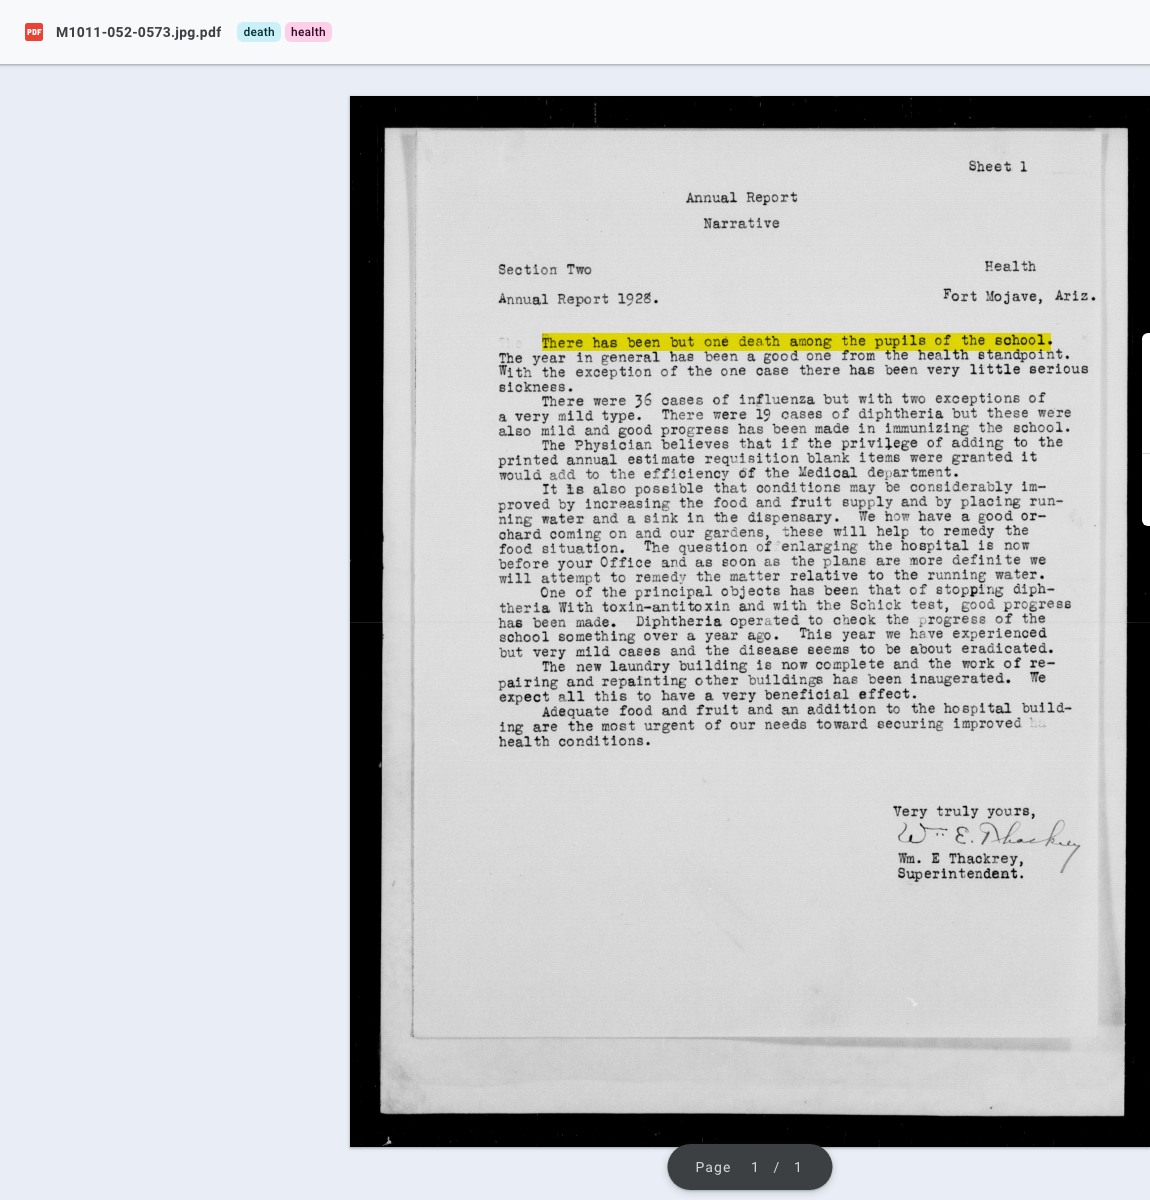 PDF M1011-052-0573.jpg.pdf death health
Sheet 1
Annual Report
Narrative
Section Two Health
Annual Report 1928. Fort Mojave, Ariz.
There has been but one death among the pupils of the school.
The year in general has been a good one from the health standpoint.
With the exception of the one case there has been very little serious
sickness.
There were 36 cases of influenza but with two exceptions of
a very mild type. There were 19 cases of diphtheria but these were
also mild and good progress has been made in immunizing the school.
The Physician believes that if the privilege of adding to the
printed annual estimate requisition blank items were granted it
would add to the efficiency of the Medical department.
It is also possible that conditions may be considerably im-
proved by increasing the food and fruit supply and by placing run-
ning water and a sink in the dispensary. We how have a good or-
chard coming on and our gardens, these will help to remedy the
food situation. The question of enlarging the hospital is now
before your Office and as soon as the plans are more definite we
will attempt to remedy the matter relative to the running water.
One of the principal objects has been that of stopping diph-
theria With toxin-antitoxin and with the Schick test, good progress
has been made. Diphtheria operated to check the progress of the
school something over a year ago. This year we have experienced
but very mild cases and the disease seems to be about eradicated.
The new laundry building is now complete and the work of re-
pairing and repainting other buildings has been inaugerated. We
expect all this to have a very beneficial effect.
Adequate food and fruit and an addition to the hospital build-
ing are the most urgent of our needs toward securing improved
health conditions.
Very truly yours,
Wm E. Thackrey
Wm. E Thackrey,
Superintendent.
Page 1 / 1